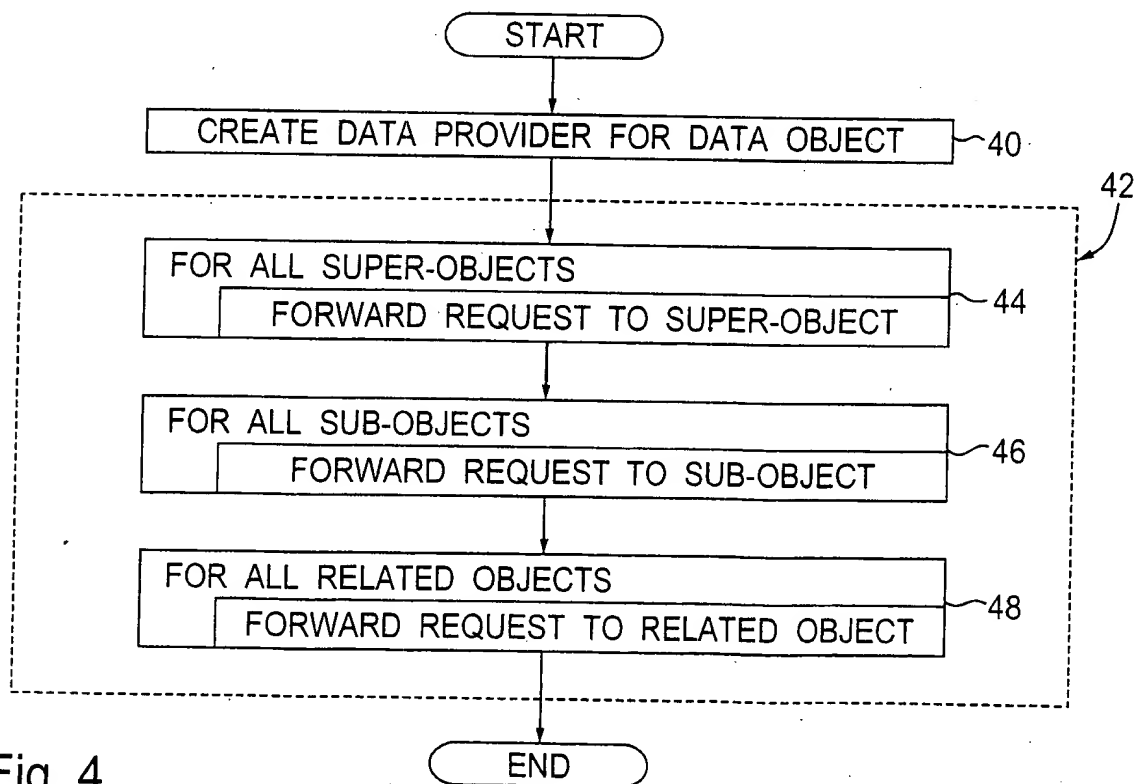 START
CREATE DATA PROVIDER FOR DATA OBJECT
40
42
FOR ALL SUPER-OBJECTS
44
FORWARD REQUEST TO SUPER-OBJECT
FOR ALL SUB-OBJECTS
46
FORWARD REQUEST TO SUB-OBJECT
FOR ALL RELATED OBJECTS
48
FORWARD REQUEST TO RELATED OBJECT
END
Fig. 4